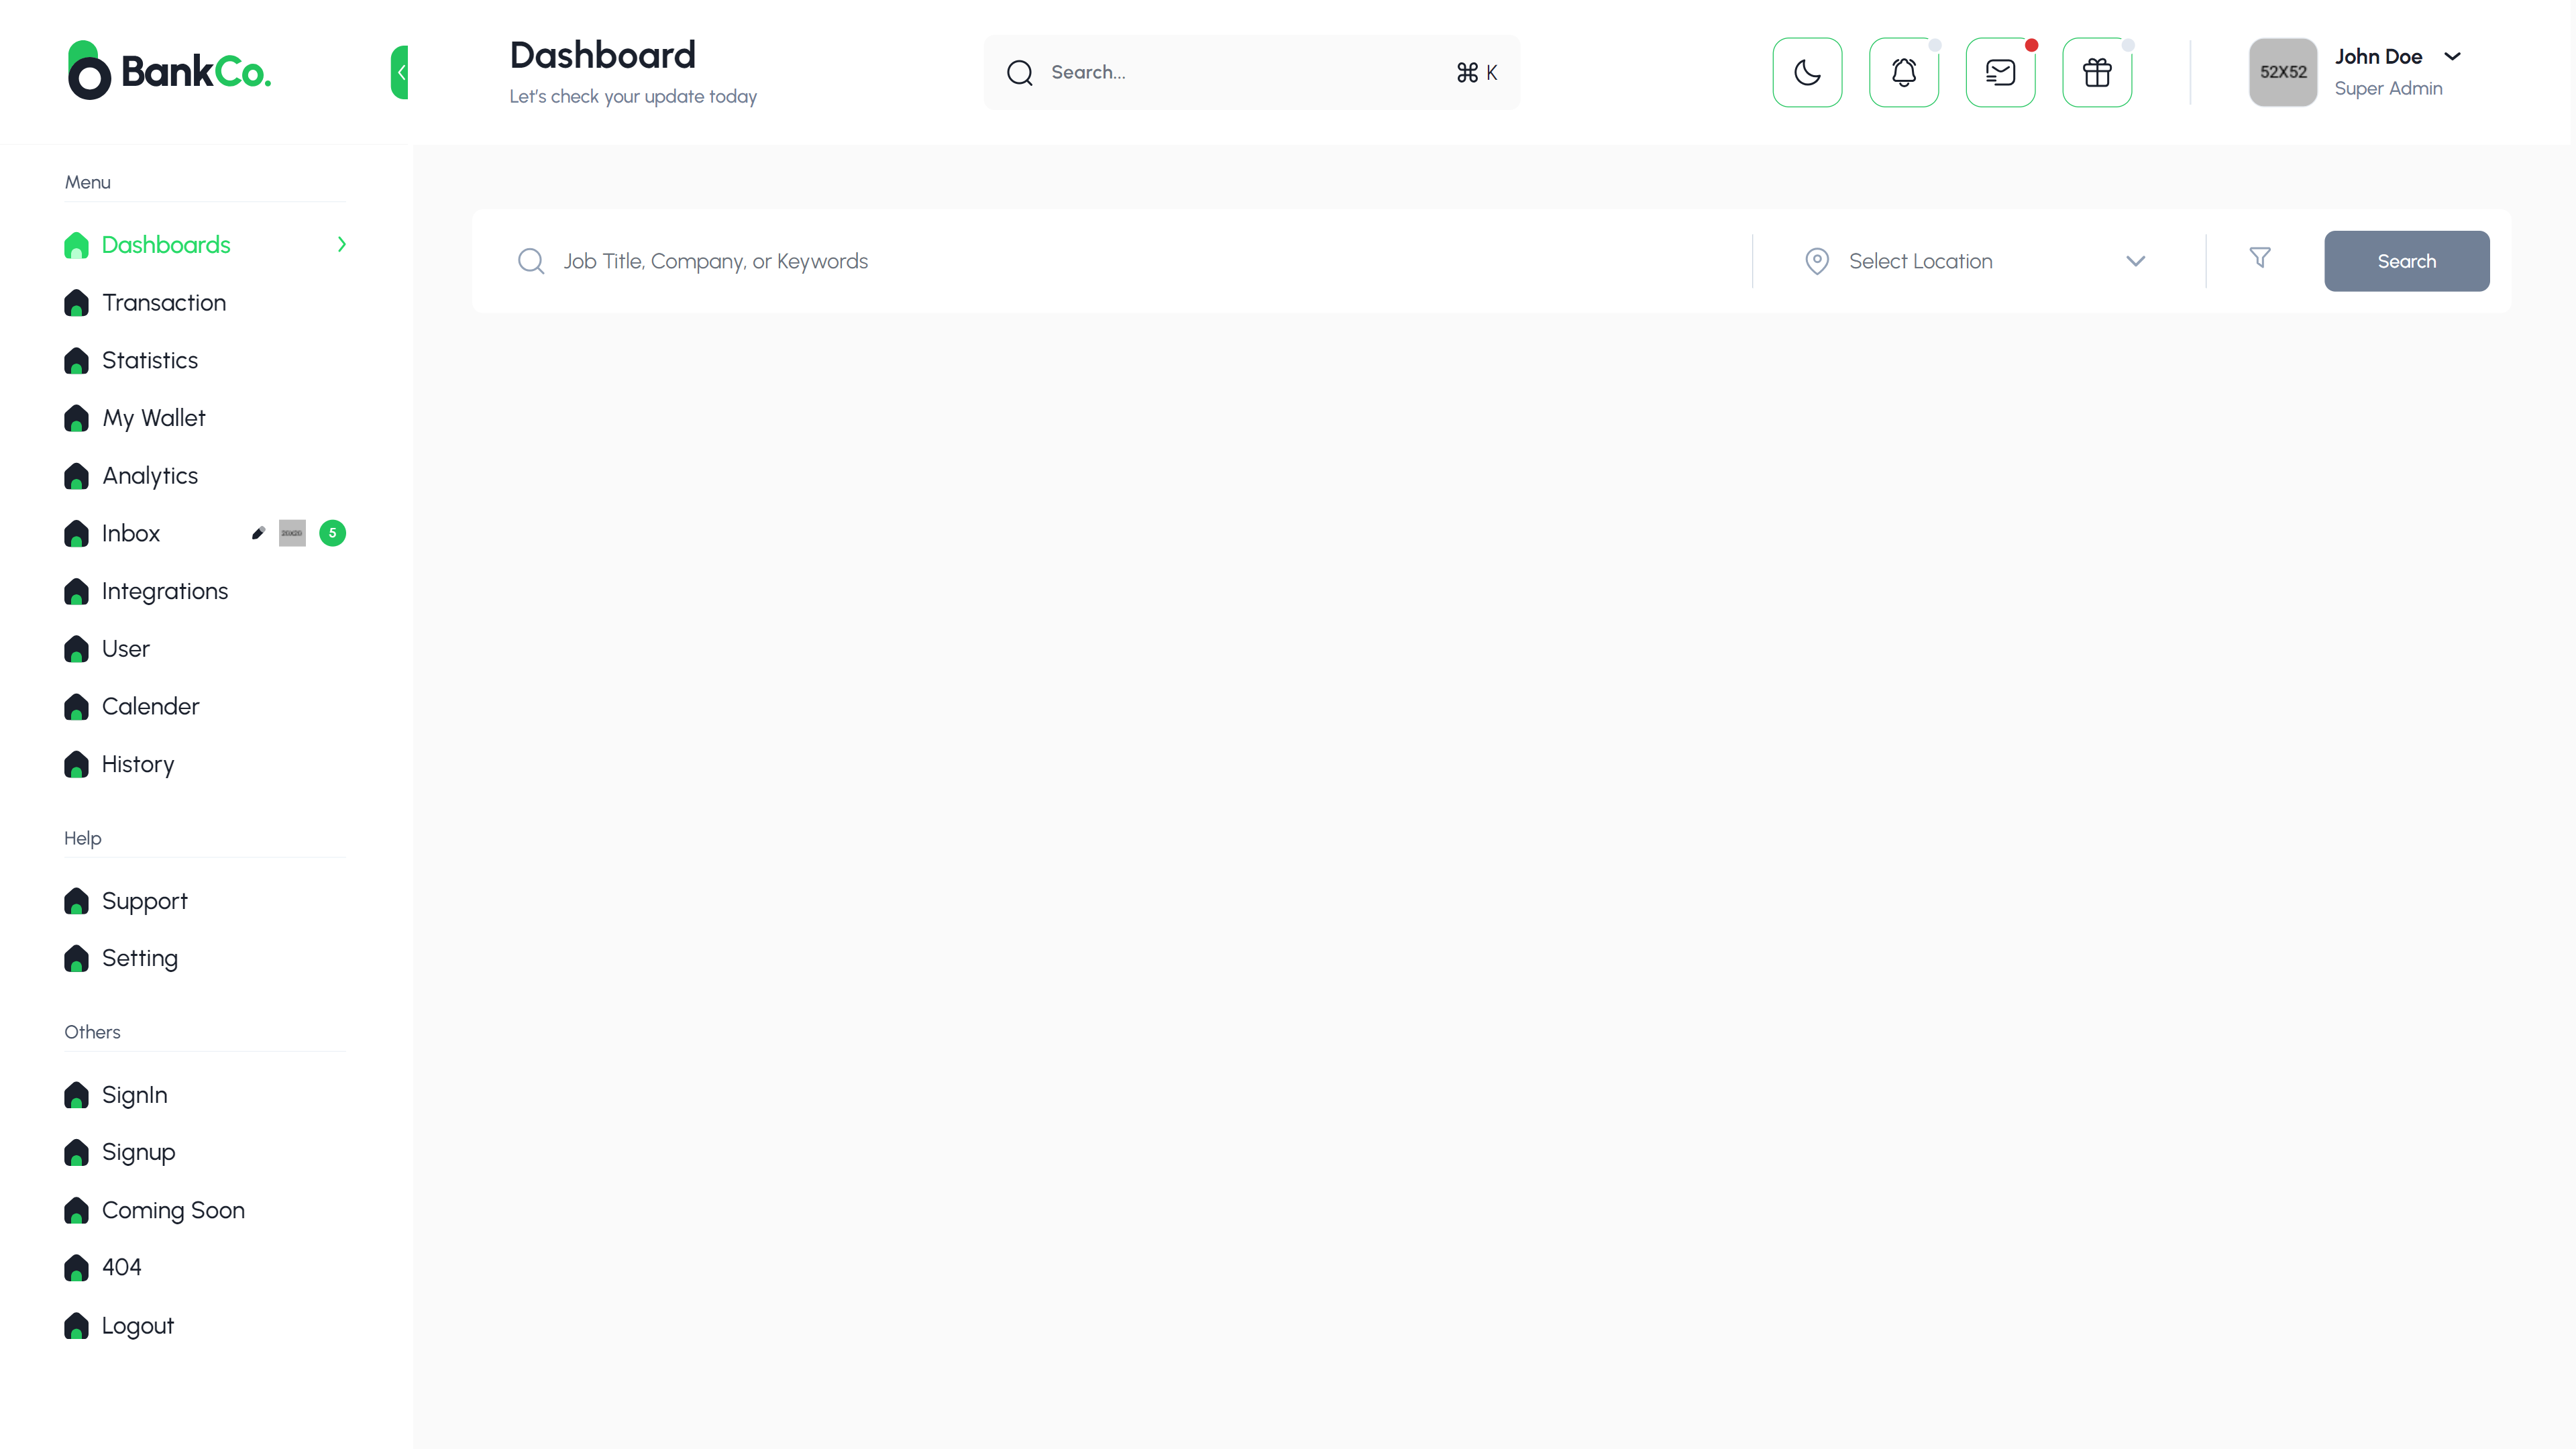 BankCo.
Dashboard
Let's check your update today
Search...
⌘ K
52X52
John Doe
Super Admin
Menu
Dashboards
Transaction
Statistics
My Wallet
Analytics
Inbox
5
Integrations
User
Calender
History
Help
Support
Setting
Others
SignIn
Signup
Coming Soon
404
Logout
Job Title, Company, or Keywords
Select Location
Search